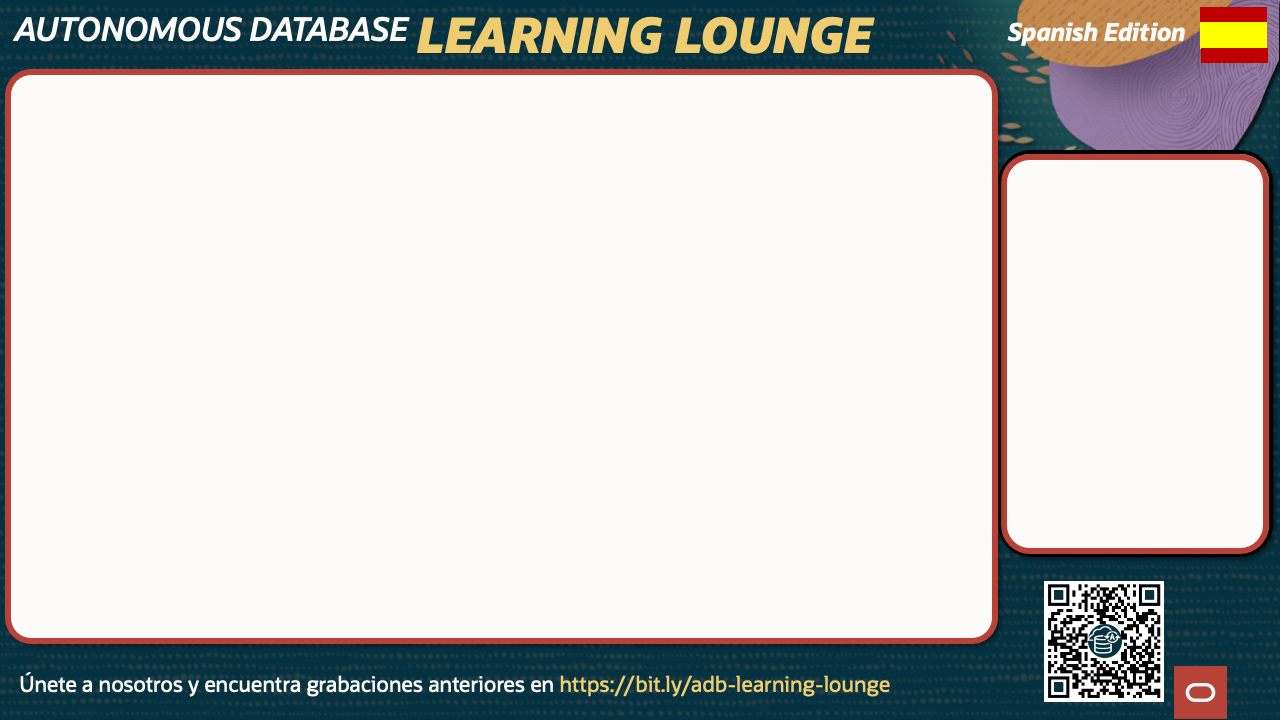 AUTONOMOUS DATABASE LEARNING LOUNGE
Spanish Edition
Únete a nosotros y encuentra grabaciones anteriores en https://bit.ly/adb-learning-lounge